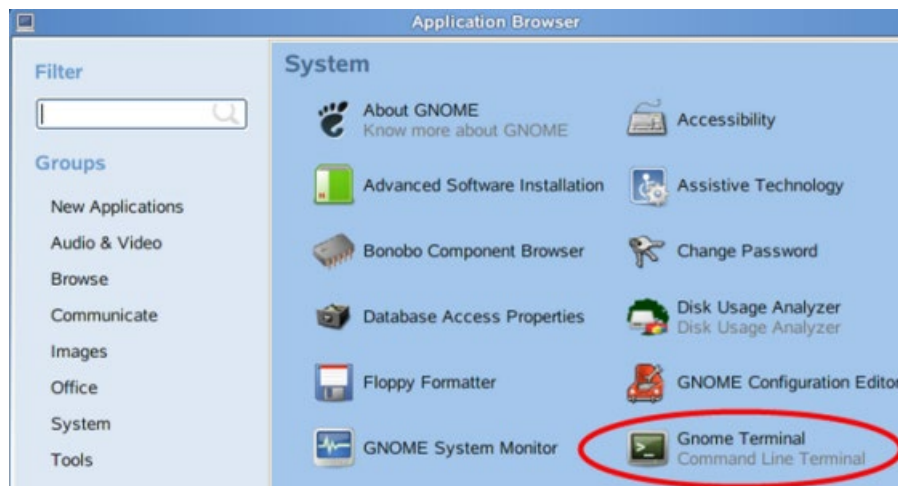 Application Browser
Filter
Groups
New Applications
Audio & Video
Browse
Communicate
Images
Office
System
Tools
System
About GNOME
Know more about GNOME
Accessibility
Advanced Software Installation
Assistive Technology
Bonobo Component Browser
Change Password
Database Access Properties
Disk Usage Analyzer
Disk Usage Analyzer
Floppy Formatter
GNOME Configuration Editor
GNOME System Monitor
Gnome Terminal
Command Line Terminal